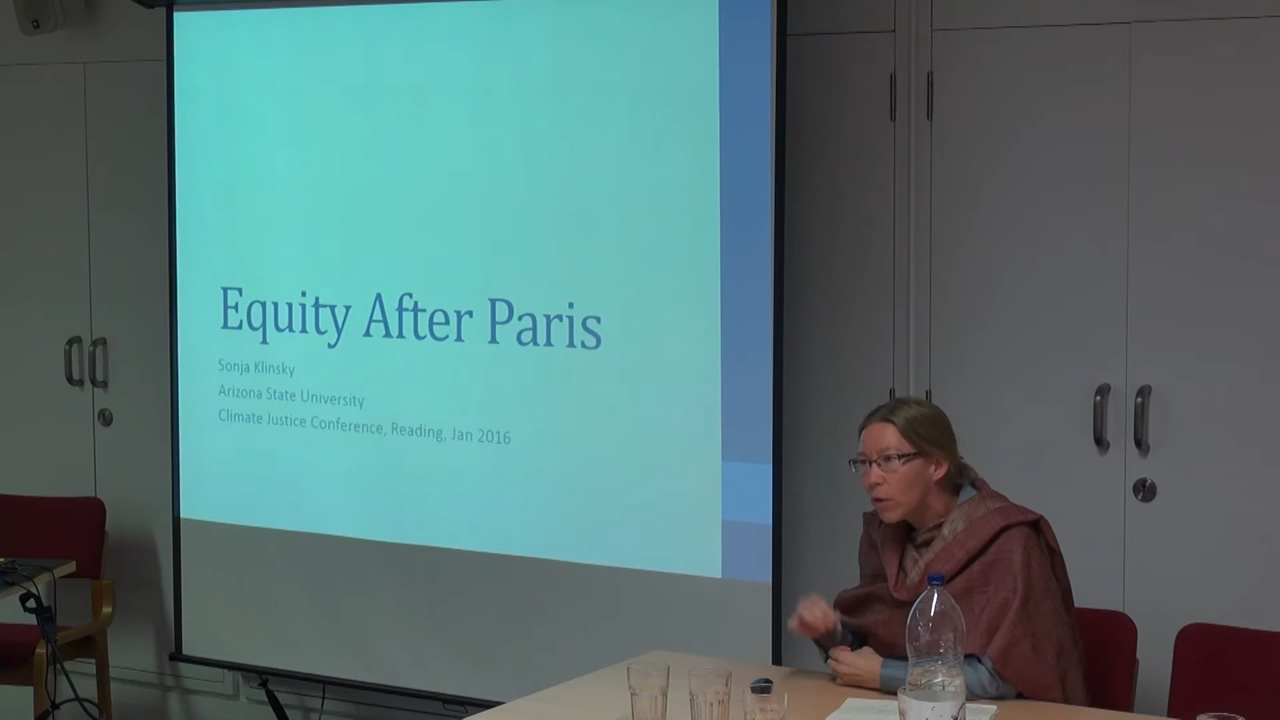 Equity After Paris
Sonja Klinsky
Arizona State University
Climate Justice Conference, Reading, Jan 2016